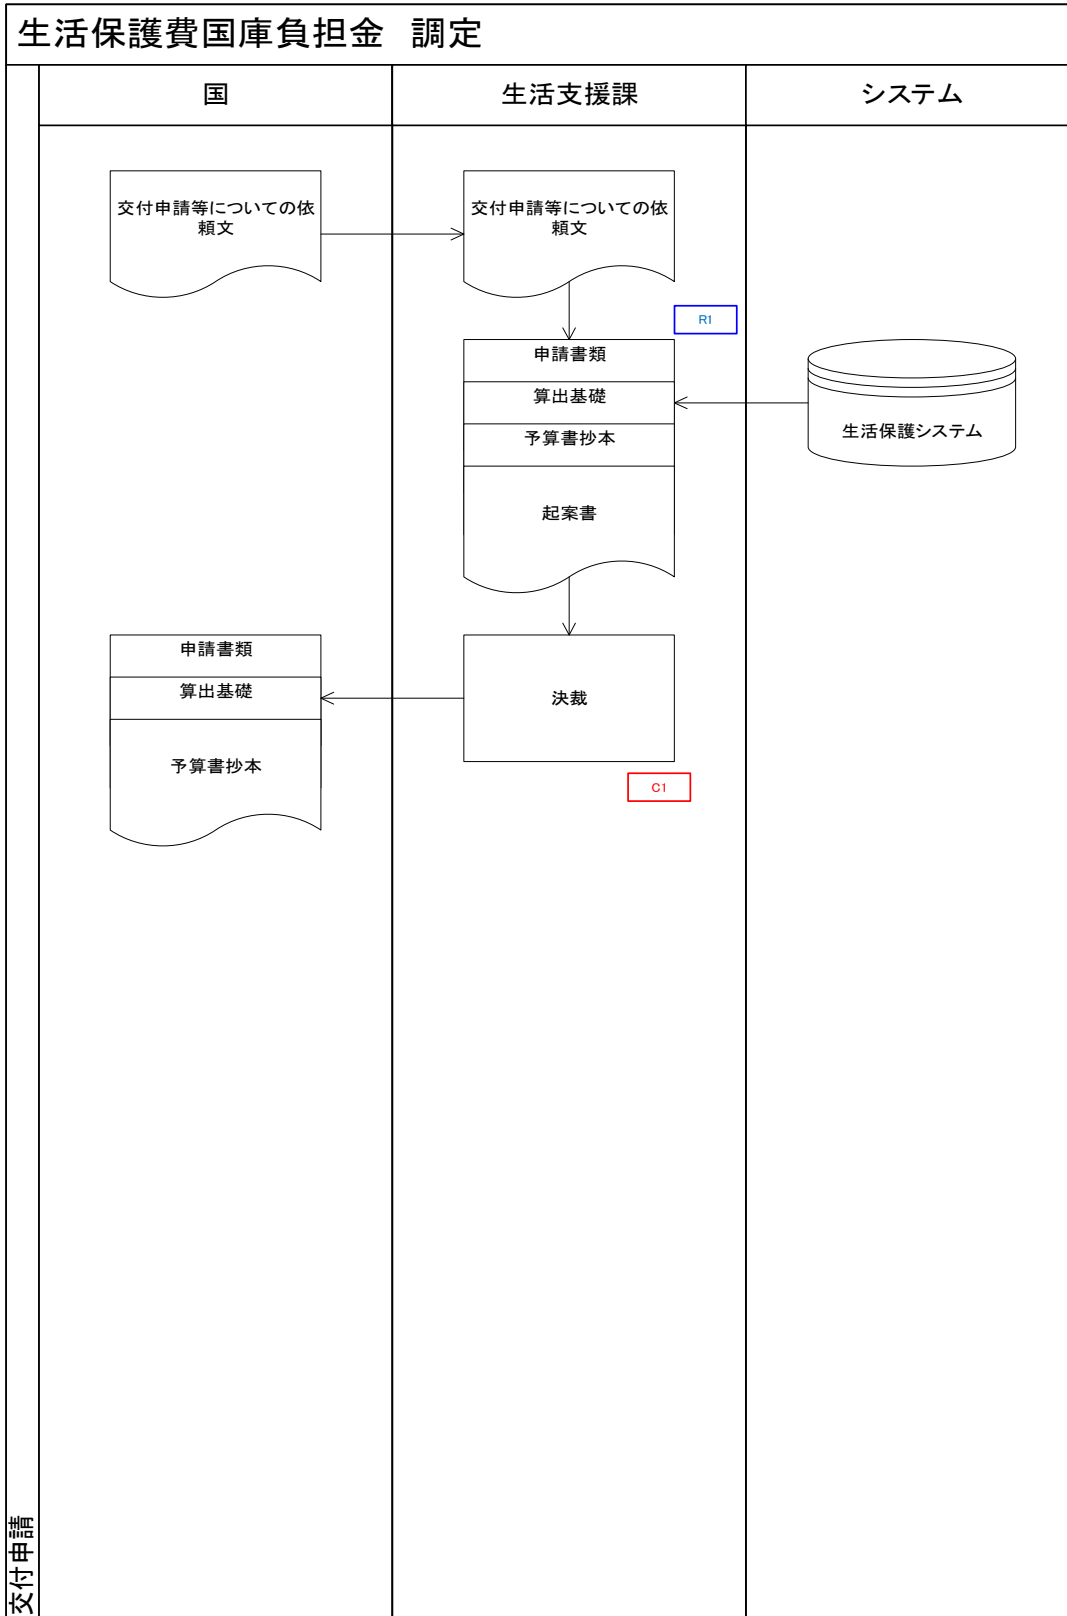 生活保護費国庫負担金　調定
国
生活支援課
システム
交付申請等についての依
頼文
交付申請等についての依
頼文
R1
申請書類
算出基礎
予算書抄本
起案書
生活保護システム
申請書類
算出基礎
予算書抄本
決裁
C1
交付申請